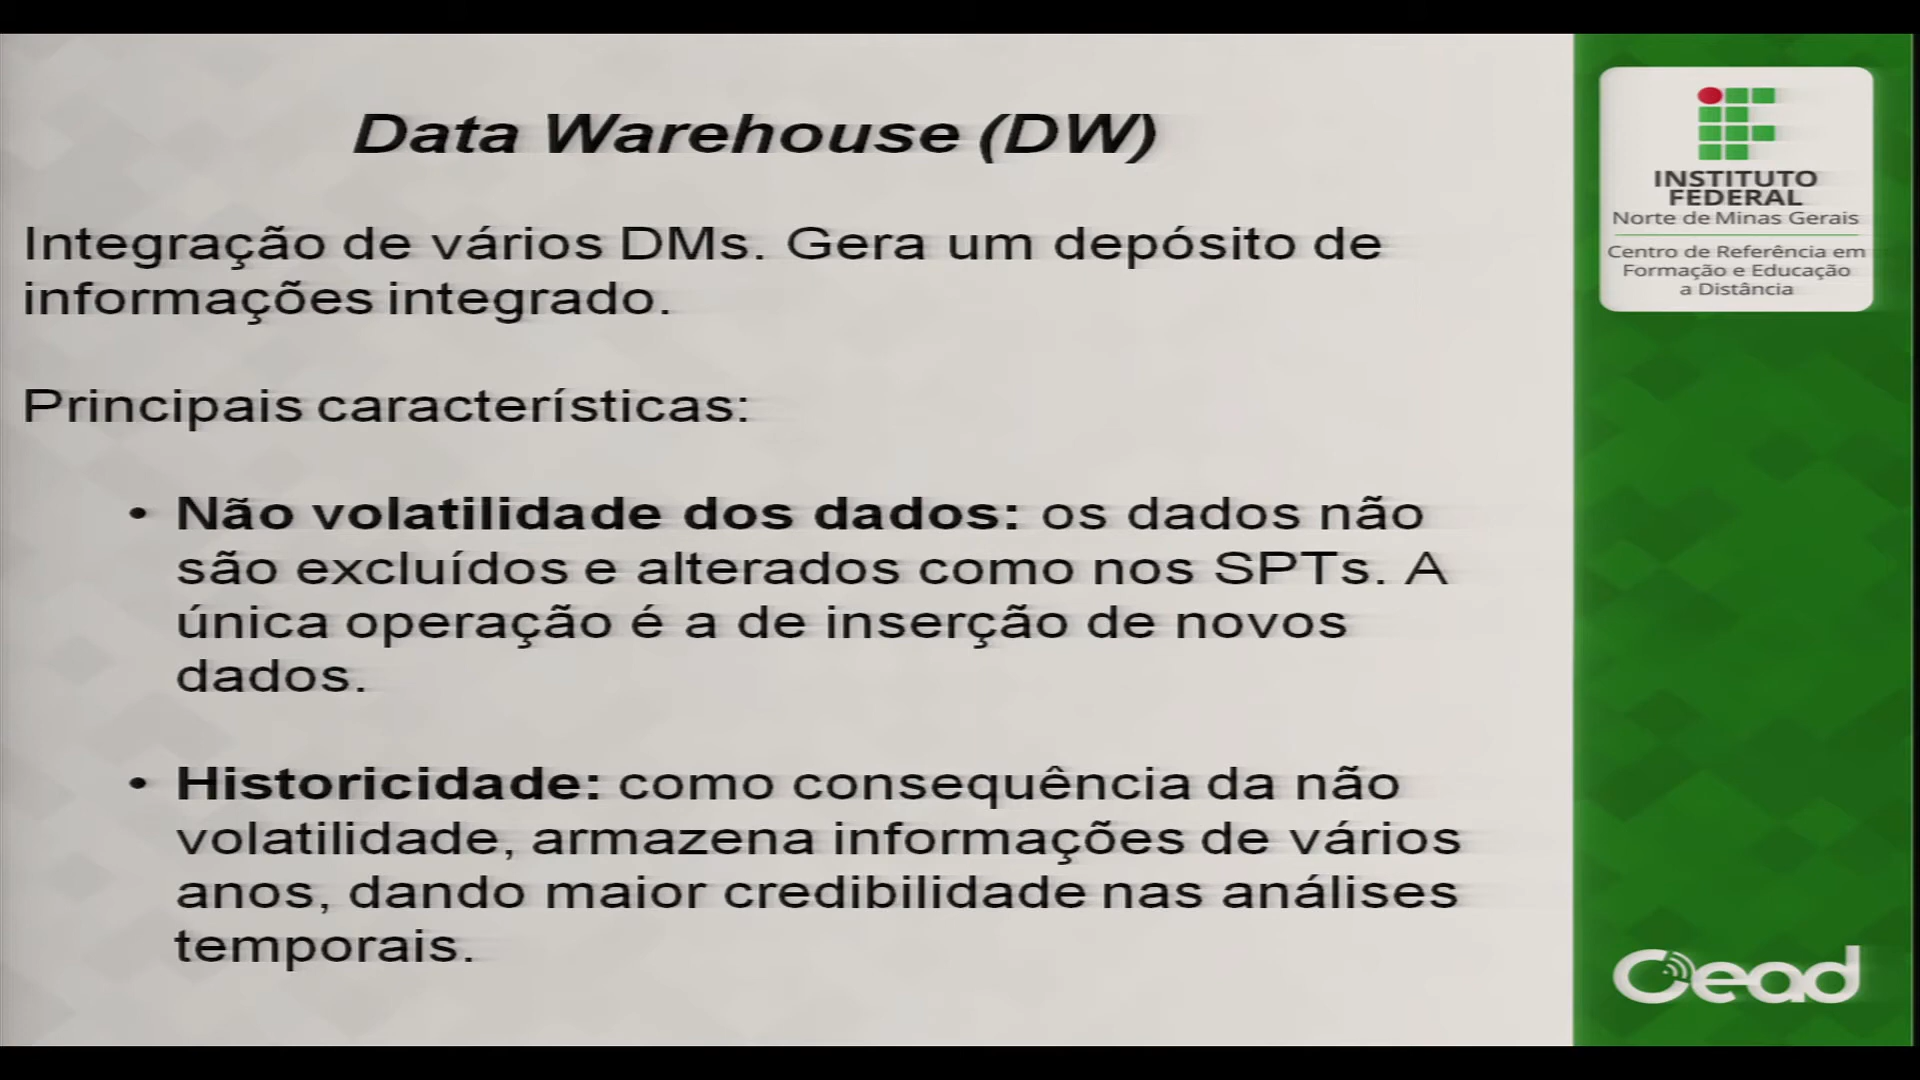 Data Warehouse (DW)
Integração de vários DMs. Gera um depósito de
informações integrado.
Principais características:
• Não volatilidade dos dados: os dados não
são excluídos e alterados como nos SPTs. A
única operação é a de inserção de novos
dados.
• Historicidade: como consequência da não
volatilidade, armazena informações de vários
anos, dando maior credibilidade nas análises
temporais.
INSTITUTO
FEDERAL
Norte de Minas Gerais
Centro de Referência em
Formação e Educação
a Distância
Cead